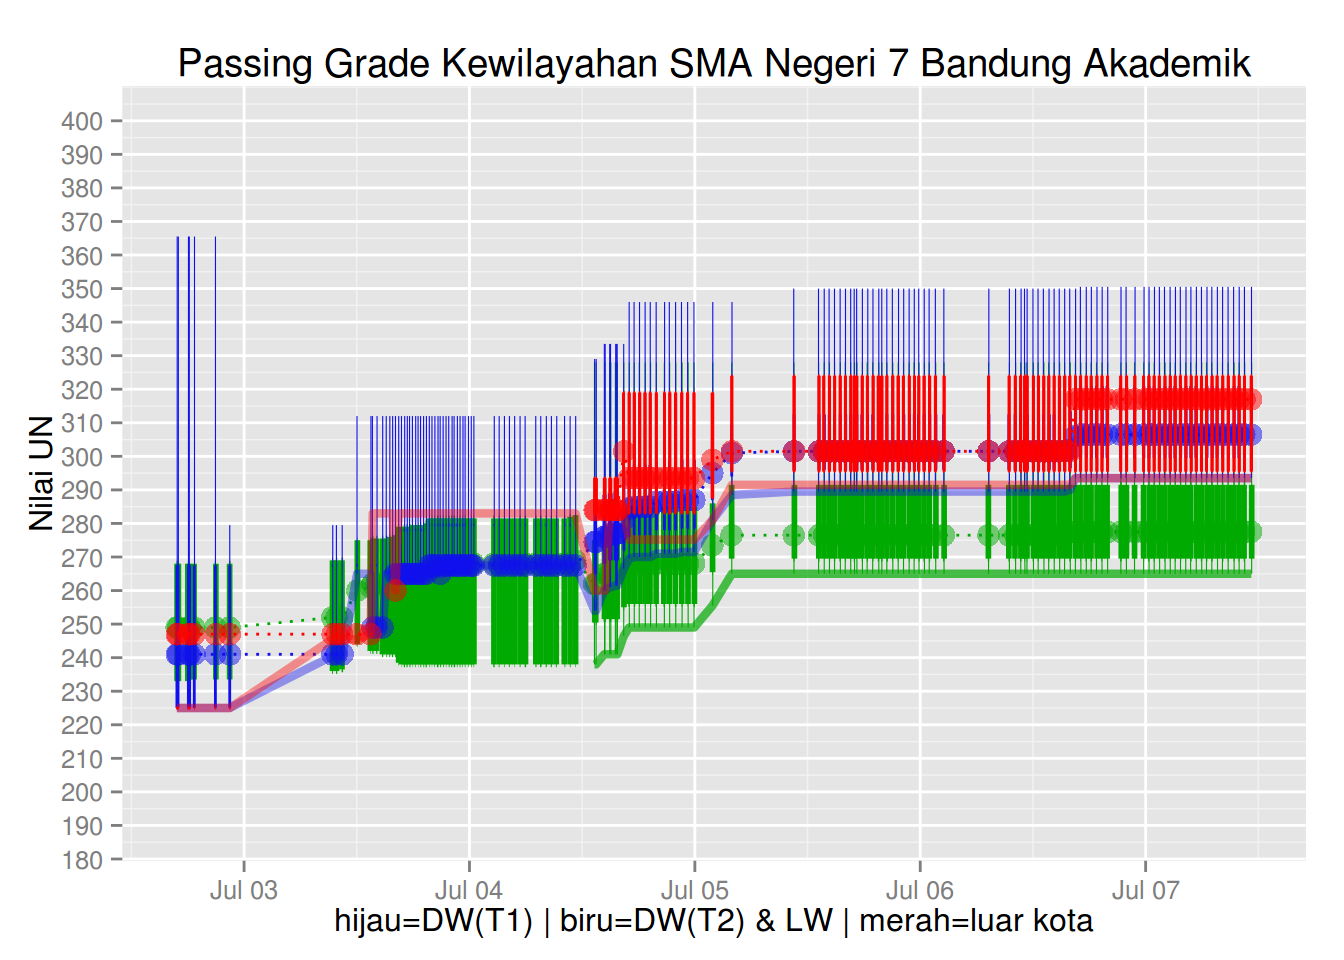 Passing Grade Kewilayahan SMA Negeri 7 Bandung Akademik
Nilai UN
400
390
380
370
360
350
340
330
320
310
300
290
280
270
260
250
240
230
220
210
200
190
180
Jul 03
Jul 04
Jul 05
Jul 06
Jul 07
hijau=DW(T1) | biru=DW(T2) & LW | merah=luar kota